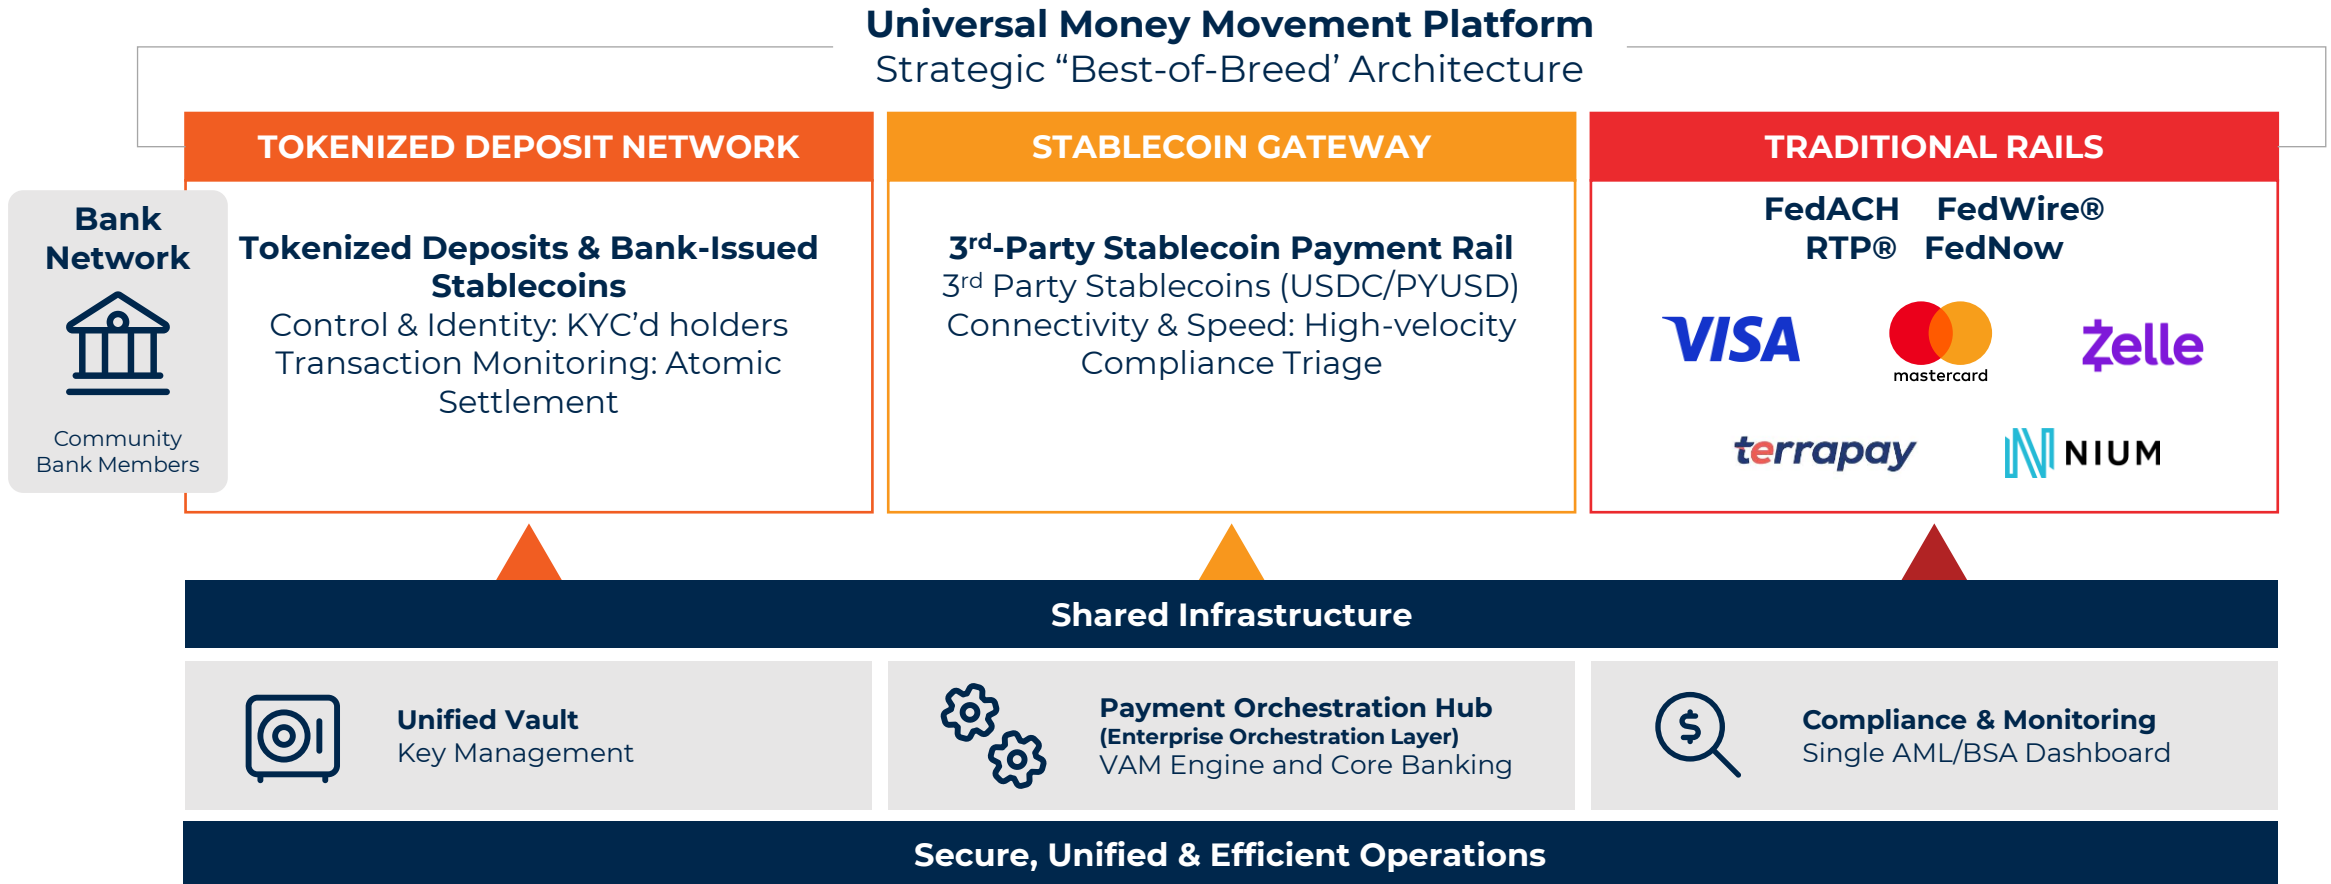 Universal Money Movement Platform
Strategic “Best-of-Breed’ Architecture
TOKENIZED DEPOSIT NETWORK
STABLECOIN GATEWAY
TRADITIONAL RAILS
Bank
Network
Community
Bank Members
Tokenized Deposits & Bank-Issued
Stablecoins
Control & Identity: KYC’d holders
Transaction Monitoring: Atomic
Settlement
3rd-Party Stablecoin Payment Rail
3rd Party Stablecoins (USDC/PYUSD)
Connectivity & Speed: High-velocity
Compliance Triage
FedACH FedWire®
RTP® FedNow
VISA
mastercard
Zelle
terrapay
NIUM
Shared Infrastructure
Unified Vault
Key Management
Payment Orchestration Hub
(Enterprise Orchestration Layer)
VAM Engine and Core Banking
Compliance & Monitoring
Single AML/BSA Dashboard
Secure, Unified & Efficient Operations